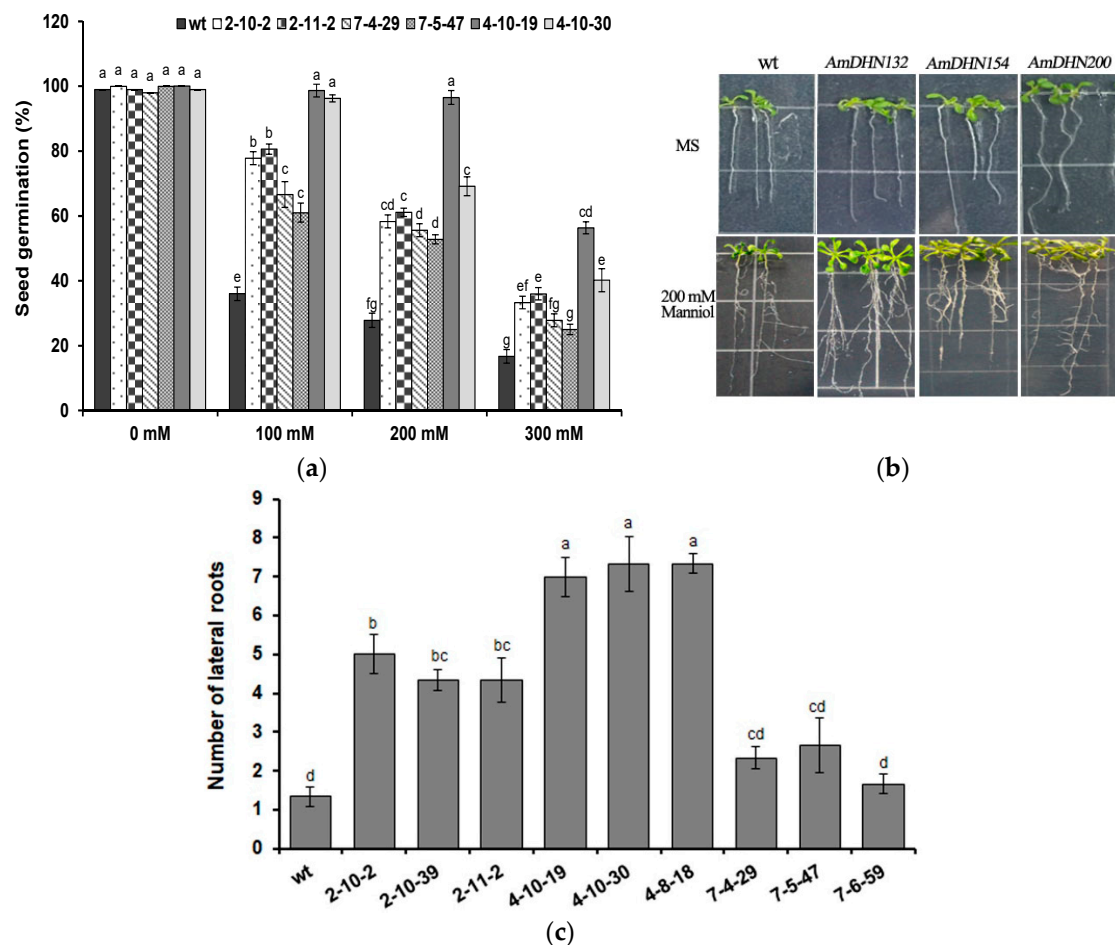 120
wt 2-10-2 2-11-2 7-4-29 7-5-47 4-10-19 4-10-30
a a a a a a a
a a
a
100
b b
80
c c
c
cd c d d
cd
60
e
e
40
fg
ef e fg g
g
20
0
Seed germination (%)
0 mM 100 mM 200 mM 300 mM
(a)
wt AmDHN132 AmDHN154 AmDHN200
MS
200 mM
Manniol
(b)
9
8
7
6
5
4
3
2
1
0
Number of lateral roots
d b bc bc a a a cd cd d
wt 2-10-2 2-10-39 2-11-2 4-10-19 4-10-30 4-8-18 7-4-29 7-5-47 7-6-59
(c)